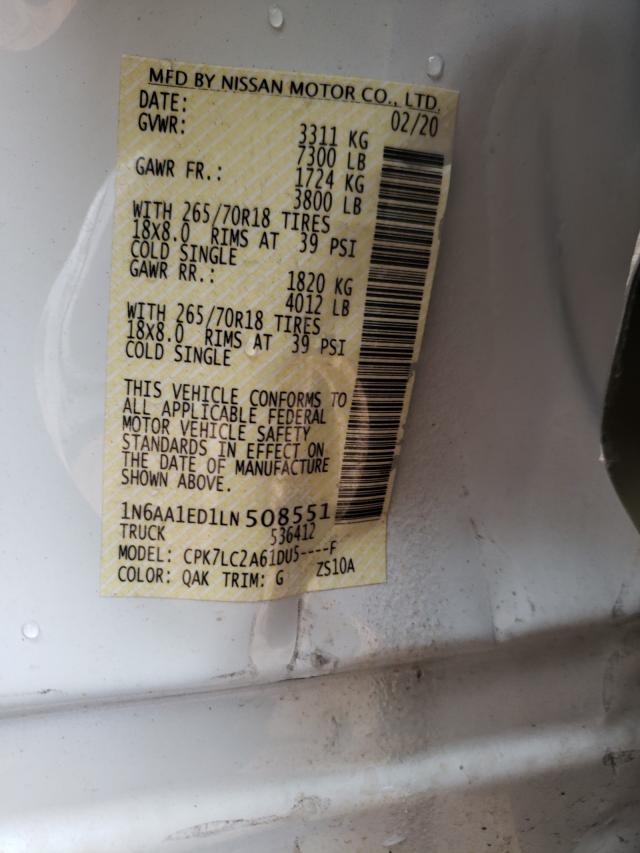 MFD BY NISSAN MOTOR CO., LTD.
DATE: 02/20
GVWR: 3311 KG
7300 LB
GAWR FR.: 1724 KG
3800 LB
WITH 265/70R18 TIRES
18X8.0 RIMS AT 39 PSI
COLD SINGLE
GAWR RR.: 1820 KG
4012 LB
WITH 265/70R18 TIRES
18X8.0 RIMS AT 39 PSI
COLD SINGLE
THIS VEHICLE CONFORMS TO
ALL APPLICABLE FEDERAL
MOTOR VEHICLE SAFETY
STANDARDS IN EFFECT ON
THE DATE OF MANUFACTURE
SHOWN ABOVE.
1N6AA1ED1LN508551
TRUCK 536412
MODEL: CPK7LC2A61DU5----F
COLOR: QAK TRIM: G ZS10A